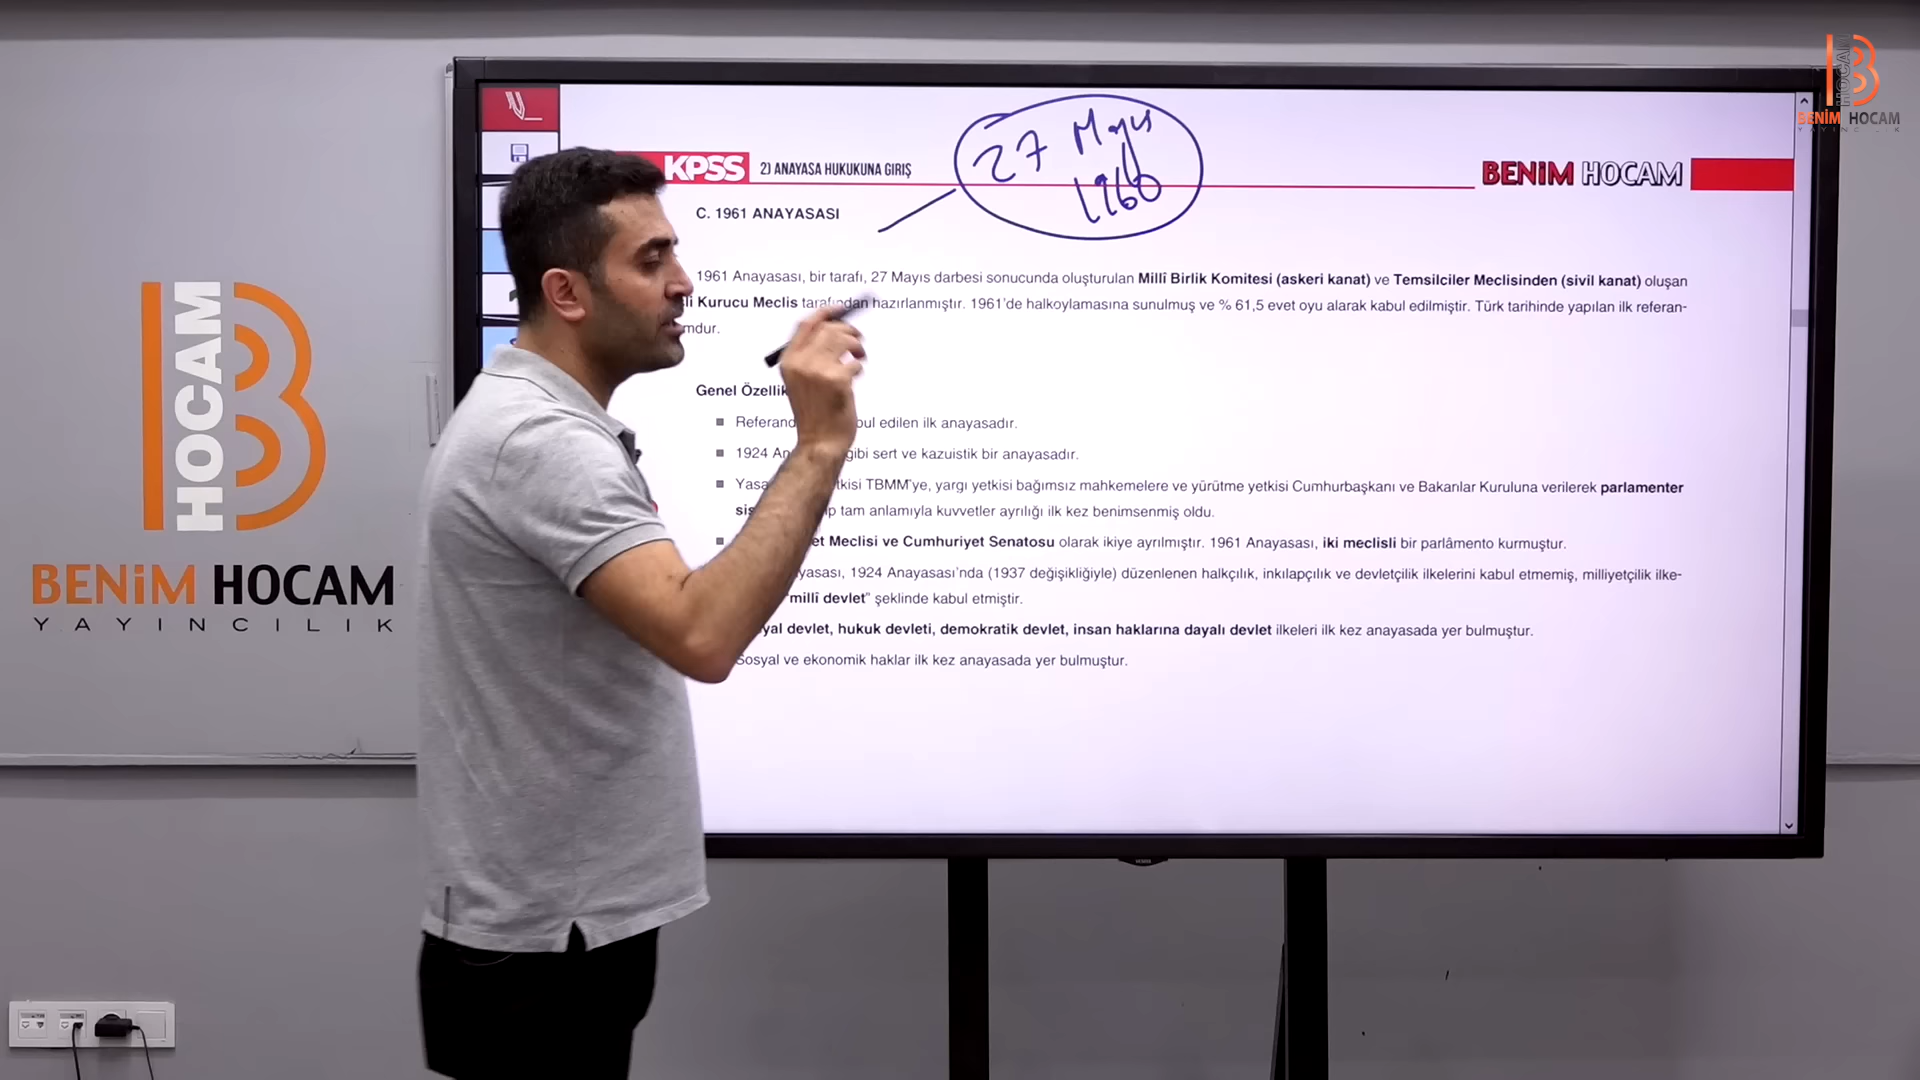 B
HOCAM
BENİM HOCAM
YAYINCILIK
27 Mayıs
1960
KPSS
2) ANAYASA HUKUKUNA GİRİŞ
BENİM HOCAM
C. 1961 ANAYASASI
1961 Anayasası, bir tarafı, 27 Mayıs darbesi sonucunda oluşturulan Millî Birlik Komitesi (askeri kanat) ve Temsilciler Meclisinden (sivil kanat) oluşan
li Kurucu Meclis tarafından hazırlanmıştır. 1961'de halkoylamasına sunulmuş ve % 61,5 evet oyu alarak kabul edilmiştir. Türk tarihinde yapılan ilk referan-
mdur.
Genel Özellik
Referand bul edilen ilk anayasadır.
1924 An gibi sert ve kazuistik bir anayasadır.
Yasa tkisi TBMM'ye, yargı yetkisi bağımsız mahkemelere ve yürütme yetkisi Cumhurbaşkanı ve Bakanlar Kuruluna verilerek parlamenter
sis p tam anlamıyla kuvvetler ayrılığı ilk kez benimsenmiş oldu.
et Meclisi ve Cumhuriyet Senatosu olarak ikiye ayrılmıştır. 1961 Anayasası, iki meclisli bir parlâmento kurmuştur.
yasası, 1924 Anayasası'nda (1937 değişikliğiyle) düzenlenen halkçılık, inkılapçılık ve devletçilik ilkelerini kabul etmemiş, milliyetçilik ilke-
"millî devlet" şeklinde kabul etmiştir.
yal devlet, hukuk devleti, demokratik devlet, insan haklarına dayalı devlet ilkeleri ilk kez anayasada yer bulmuştur.
Sosyal ve ekonomik haklar ilk kez anayasada yer bulmuştur.
B
HOCAM
BENİM HOCAM
YAYINCILIK